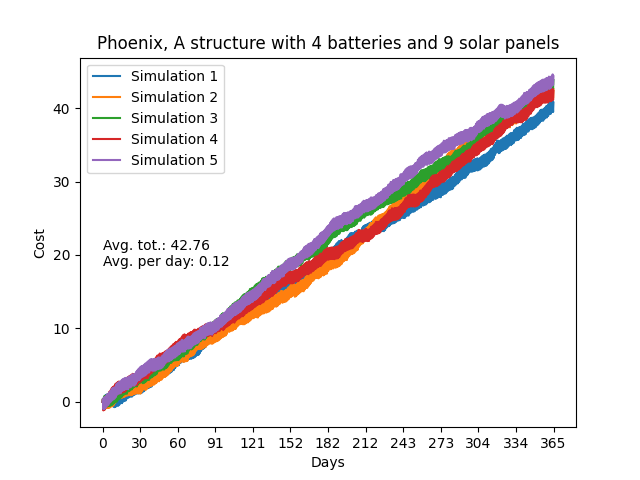 Phoenix, A structure with 4 batteries and 9 solar panels
Simulation 1
Simulation 2
Simulation 3
Simulation 4
Simulation 5
40
30
20
10
0
Cost
Avg. tot.: 42.76
Avg. per day: 0.12
0 30 60 91 121 152 182 212 243 273 304 334 365
Days